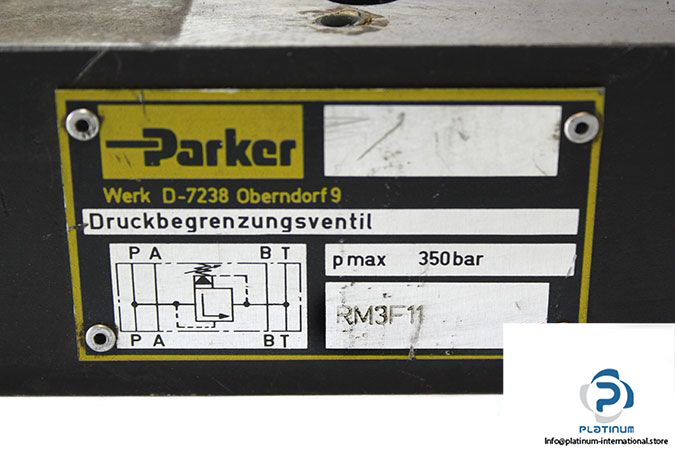 Parker
Werk D-7238 Oberndorf 9
Druckbegrenzungsventil
P A B T
P A B T
p max 350 bar
RM3F11
PLATINUM
Info@platinum-international.store